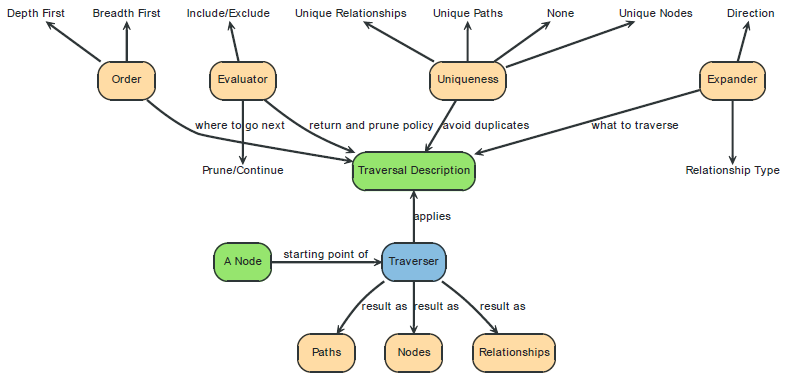 Depth First
Breadth First
Include/Exclude
Unique Relationships
Unique Paths
None
Unique Nodes
Direction
Order
Evaluator
Uniqueness
Expander
where to go next
return and prune policy
avoid duplicates
what to traverse
Prune/Continue
Traversal Description
Relationship Type
applies
A Node
starting point of
Traverser
result as
result as
result as
Paths
Nodes
Relationships